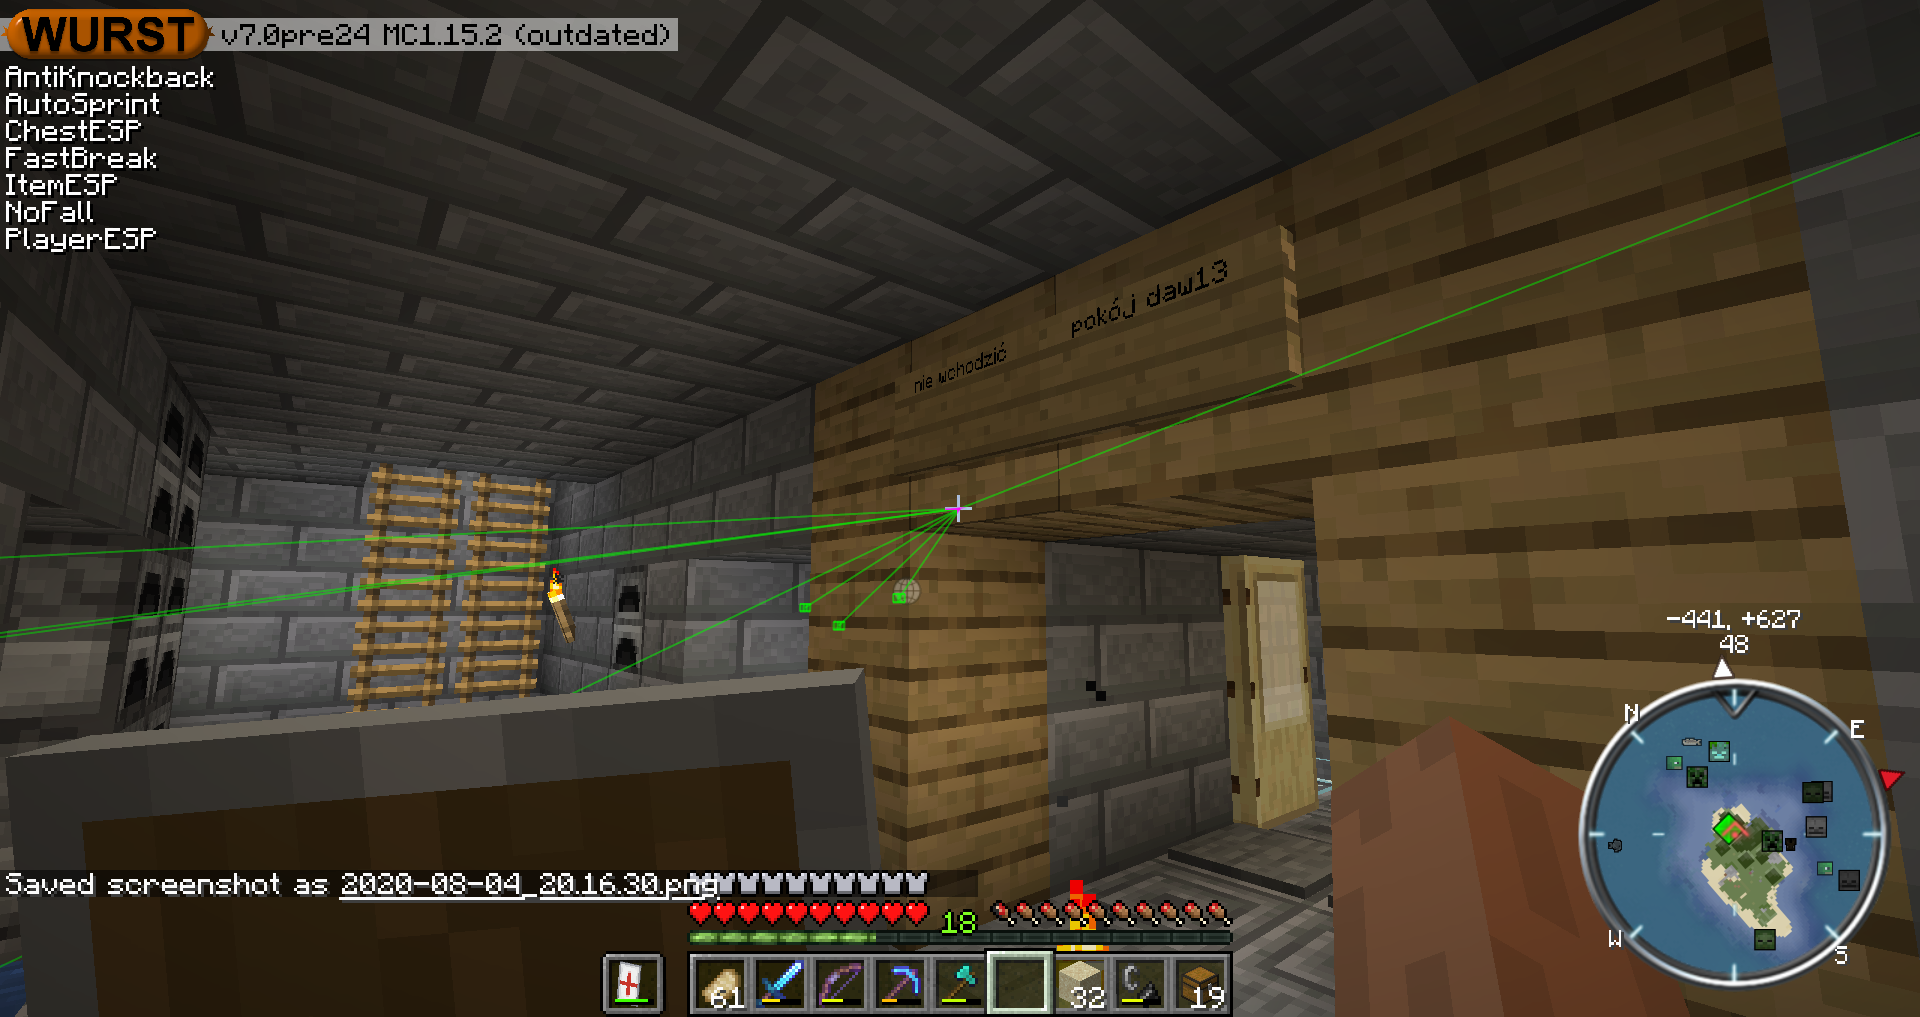 WURST v7.0pre24 MC1.15.2 (outdated)
AntiKnockback
AutoSprint
ChestESP
FastBreak
ItemESP
NoFall
PlayerESP
nie wchodzić
pokój daw13
-441, +627
48
N
E
W
S
Saved screenshot as 2020-08-04_20.16.30.png
18
61
32
19